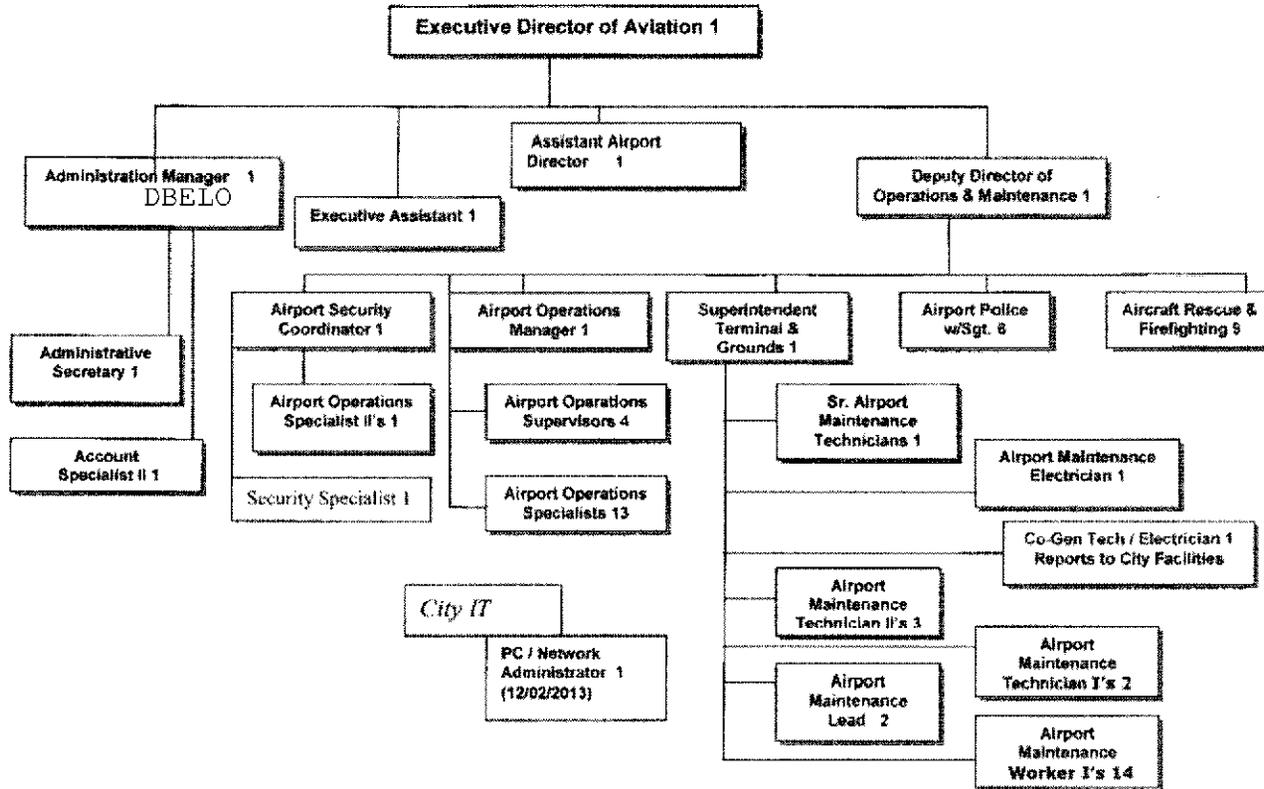 Executive Director of Aviation 1
Assistant Airport
Director 1
Administration Manager 1
DBELO
Executive Assistant 1
Deputy Director of
Operations & Maintenance 1
Airport Security
Coordinator 1
Airport Operations
Manager 1
Superintendent
Terminal &
Grounds 1
Airport Police
w/Sgt. 6
Aircraft Rescue &
Firefighting 9
Administrative
Secretary 1
Account
Specialist II 1
Airport Operations
Specialist II's 1
Security Specialist 1
Airport Operations
Supervisors 4
Airport Operations
Specialists 13
Sr. Airport
Maintenance
Technicians 1
Airport Maintenance
Electrician 1
Co-Gen Tech / Electrician 1
Reports to City Facilities
Airport
Maintenance
Technician II's 3
Airport
Maintenance
Technician I's 2
Airport
Maintenance
Lead 2
Airport
Maintenance
Worker I's 14
City IT
PC / Network
Administrator 1
(12/02/2013)